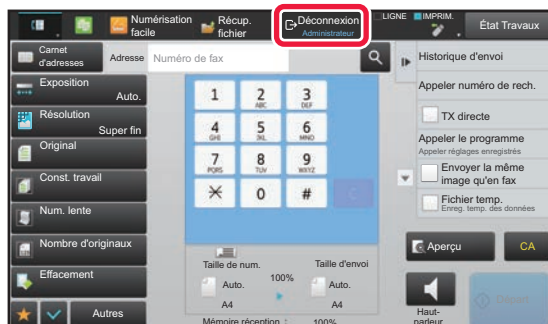 Numérisation
facile
Récup.
fichier
Déconnexion
Administrateur
LIGNE
IMPRIM.
État Travaux
Carnet
d'adresses
Adresse
Numéro de fax
Historique d'envoi
Exposition
Auto.
Appeler numéro de rech.
Résolution
Super fin
TX directe
Original
Appeler le programme
Appeler réglages enregistrés
Const. travail
Envoyer la même
image qu'en fax
Num. lente
Fichier temp.
Enreg. temp. des données
Nombre d'originaux
Effacement
Autres
1
2
ABC
3
DEF
4
GHI
5
JKL
6
MNO
7
PQRS
8
TUV
9
WXYZ
0
#
C
Taille de num.
100%
Taille d'envoi
Auto.
Auto.
A4
A4
Mémoire réception :
100%
Aperçu
CA
Haut-
parleur
Départ